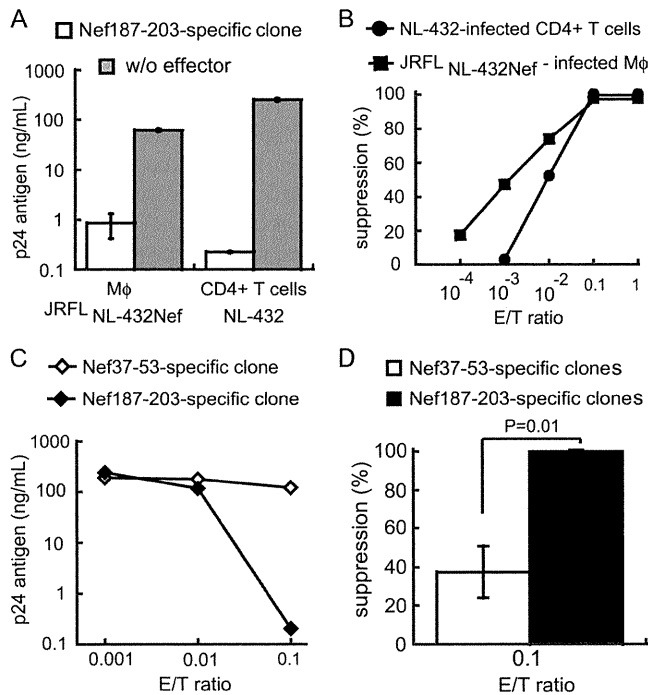 A
Nef187-203-specific clone
w/o effector
p24 antigen (ng/mL)
1000
100
10
1
0.1
Mϕ
CD4+ T cells
JRFL NL-432Nef
NL-432
B
NL-432-infected CD4+ T cells
JRFL NL-432Nef - infected Mϕ
suppression (%)
100
80
60
40
20
0
10-4
10-3
10-2
0.1
1
E/T ratio
C
Nef37-53-specific clone
Nef187-203-specific clone
p24 antigen (ng/mL)
1000
100
10
1
0.1
0.001
0.01
0.1
E/T ratio
D
Nef37-53-specific clones
Nef187-203-specific clones
P=0.01
suppression (%)
100
80
60
40
20
0
0.1
E/T ratio